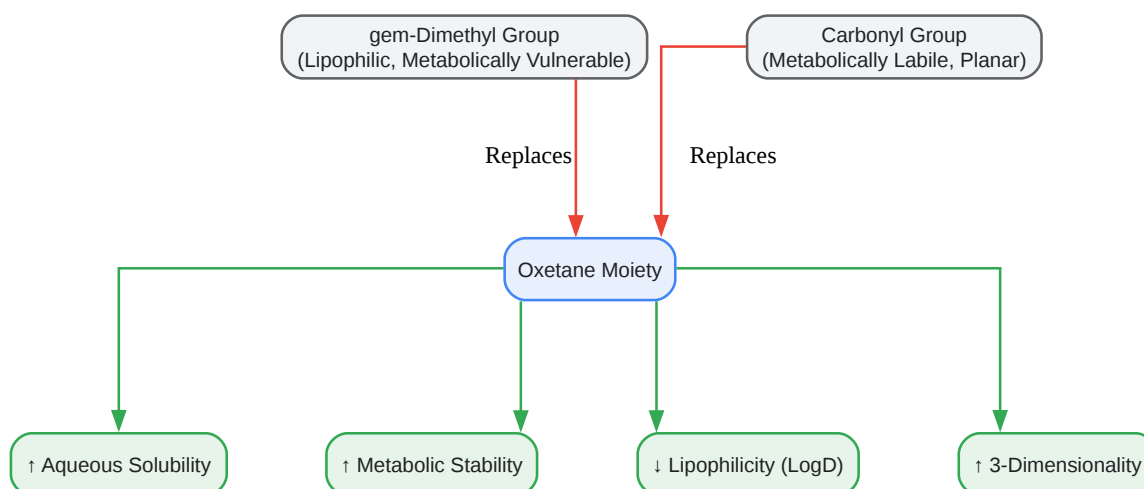 gem-Dimethyl Group
(Lipophilic, Metabolically Vulnerable)
Carbonyl Group
(Metabolically Labile, Planar)
Replaces
Replaces
Oxetane Moiety
↑ Aqueous Solubility
↑ Metabolic Stability
↓ Lipophilicity (LogD)
↑ 3-Dimensionality